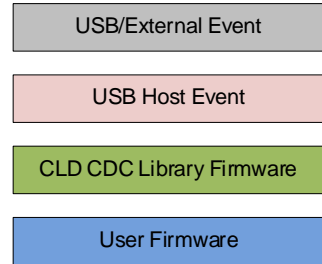 USB/External Event
USB Host Event
CLD CDC Library Firmware
User Firmware